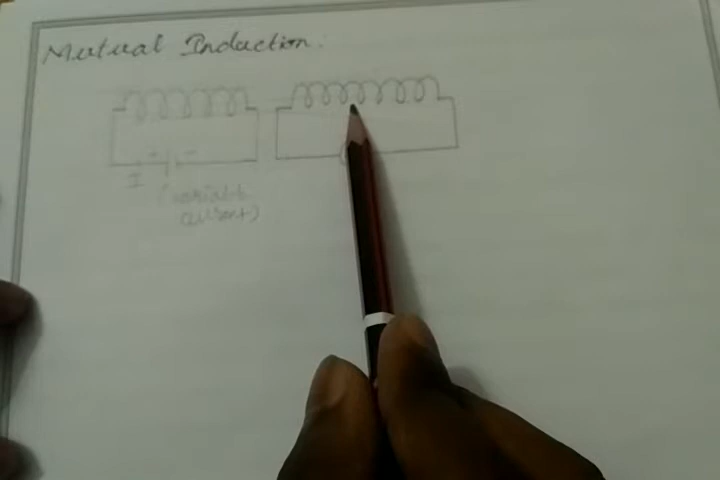 Mutual Induction:
+ -
I (variable
current)